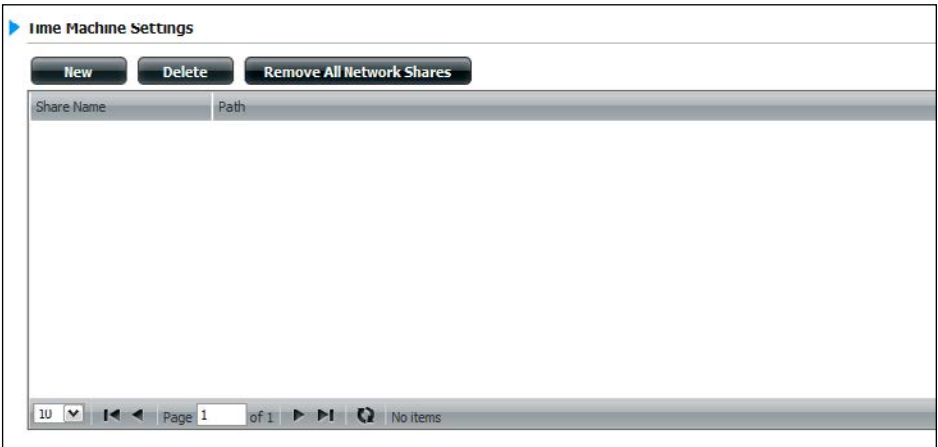 Time Machine Settings
New Delete Remove All Network Shares
Share Name Path
10 Page 1 of 1 No items